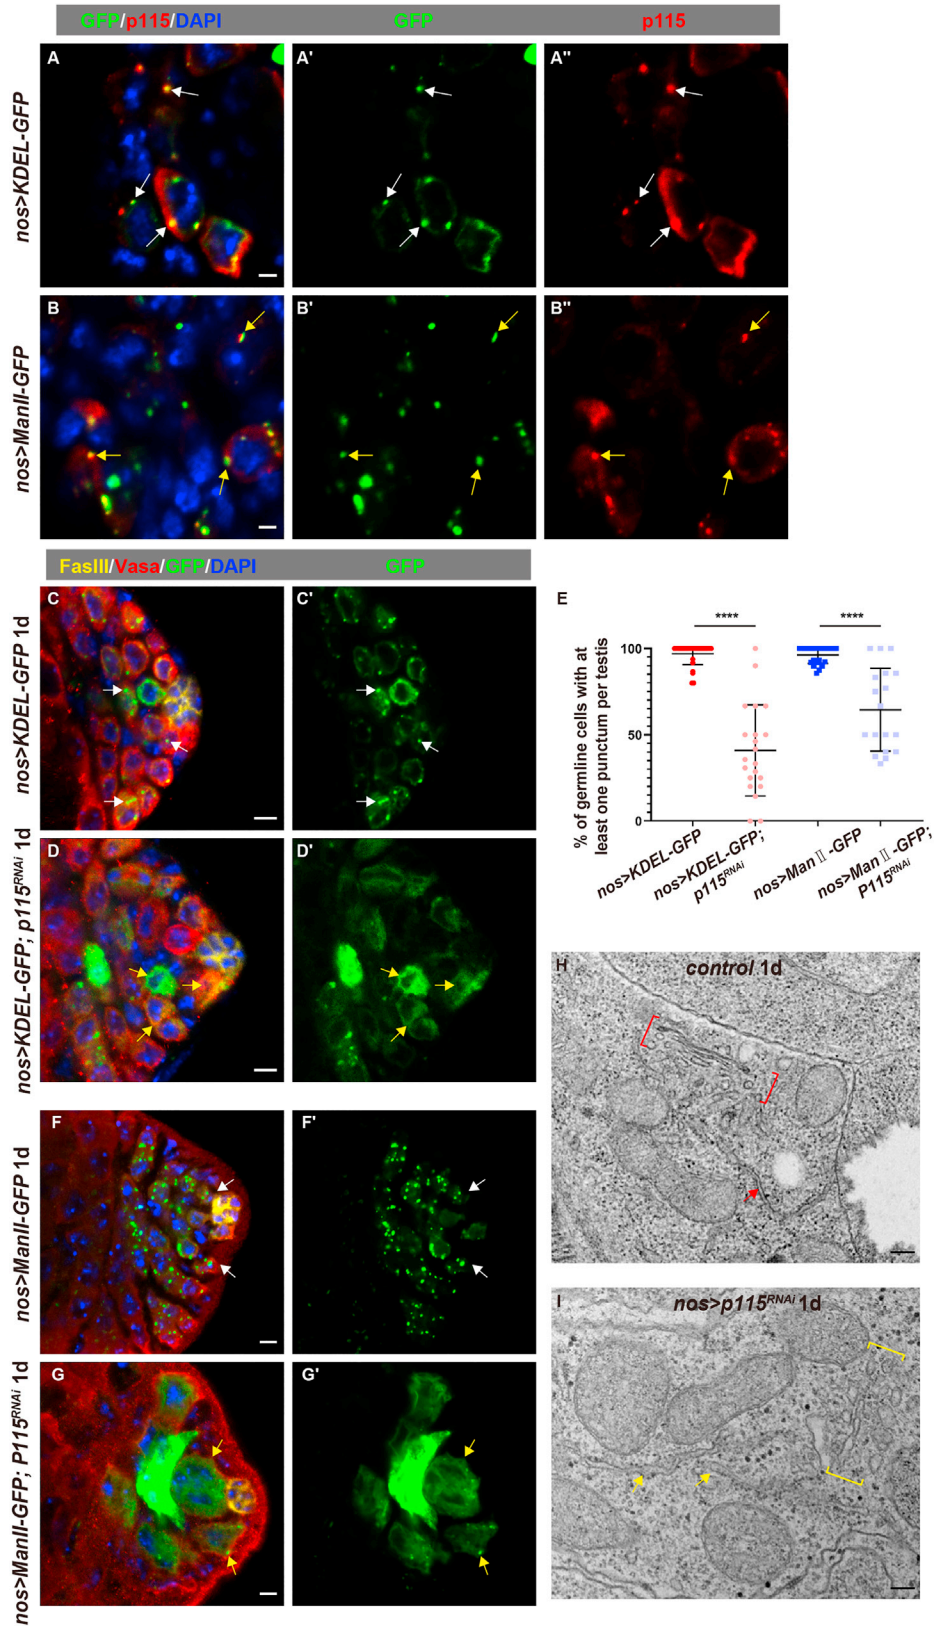 GFP/p115/DAPI GFP p115
nos>KDEL-GFP
A A' A"
nos>ManII-GFP
B B' B"
FasIII/Vasa/GFP/DAPI GFP
nos>KDEL-GFP 1d
C C'
nos>KDEL-GFP; p115RNAi 1d
D D'
E
**** ****
% of germline cells with at
least one punctum per testis
100
50
0
nos>KDEL-GFP
nos>KDEL-GFP;
p115RNAi
nos>Man Ⅱ -GFP
nos>Man Ⅱ -GFP;
P115RNAi
nos>ManII-GFP 1d
F F'
nos>ManII-GFP; P115RNAi 1d
G G'
H control 1d
I nos>p115RNAi 1d